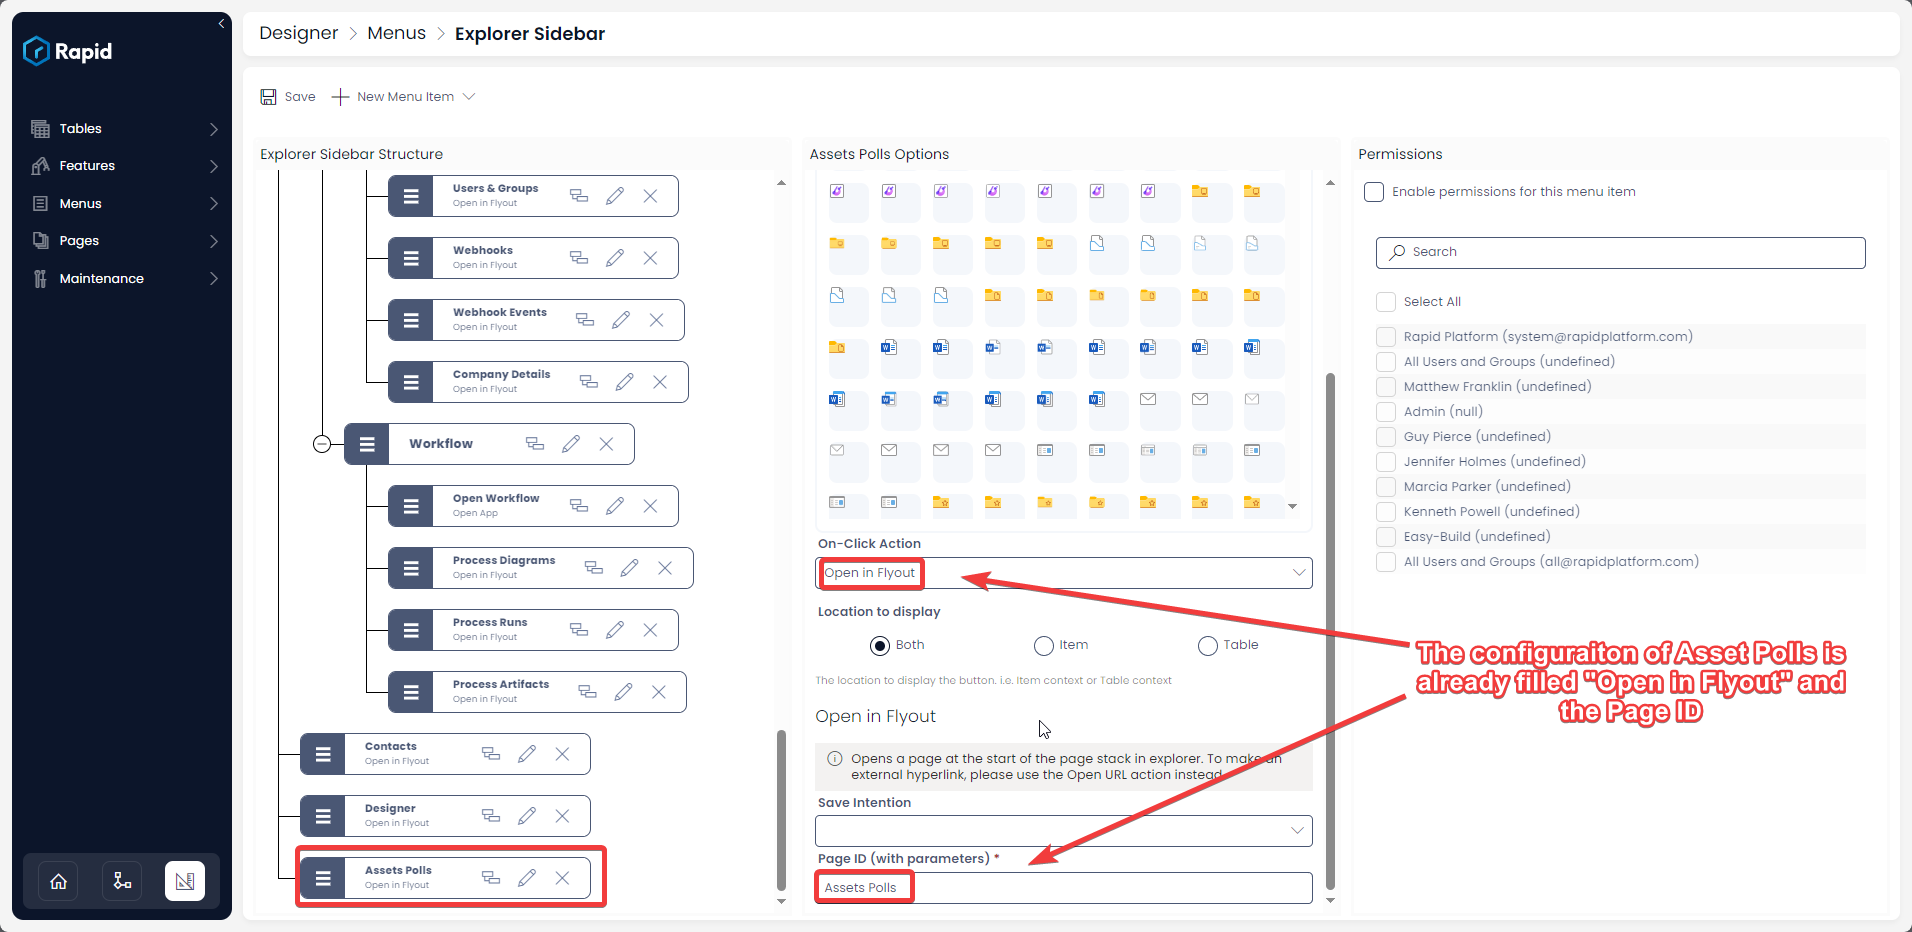 Rapid
Designer > Menus > Explorer Sidebar
Save
New Menu Item
Tables
Features
Menus
Pages
Maintenance
Explorer Sidebar Structure
Users & Groups
Open in Flyout
Webhooks
Open in Flyout
Webhook Events
Open in Flyout
Company Details
Open in Flyout
Workflow
Open Workflow
Open App
Process Diagrams
Open in Flyout
Process Runs
Open in Flyout
Process Artifacts
Open in Flyout
Contacts
Open in Flyout
Designer
Open in Flyout
Assets Polls
Open in Flyout
Assets Polls Options
On-Click Action
Open in Flyout
Location to display
Both
Item
Table
The location to display the button. i.e. Item context or Table context
Open in Flyout
Opens a page at the start of the page stack in explorer. To make an
external hyperlink, please use the Open URL action instead
Save Intention
Page ID (with parameters) *
Assets Polls
Permissions
Enable permissions for this menu item
Search
Select All
Rapid Platform (system@rapidplatform.com)
All Users and Groups (undefined)
Matthew Franklin (undefined)
Admin (null)
Guy Pierce (undefined)
Jennifer Holmes (undefined)
Marcia Parker (undefined)
Kenneth Powell (undefined)
Easy-Build (undefined)
All Users and Groups (all@rapidplatform.com)
The configuraiton of Asset Polls is
already filled "Open in Flyout" and
the Page ID